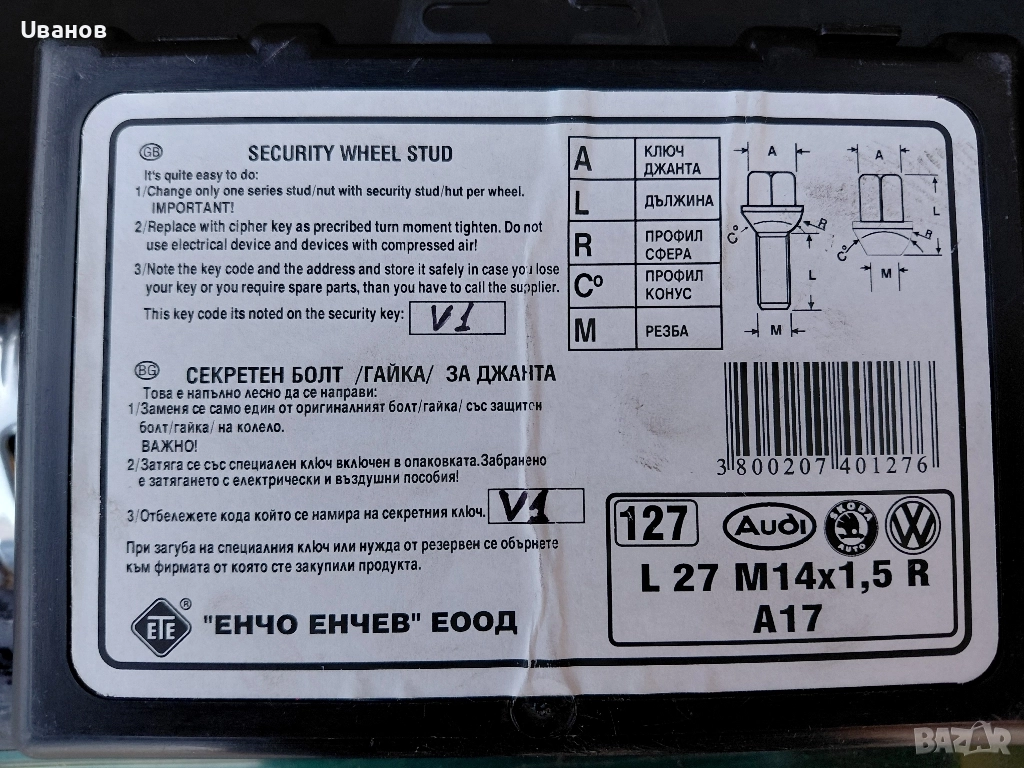 Uванов
GB SECURITY WHEEL STUD
It's quite easy to do:
1/Change only one series stud/nut with security stud/hut per wheel.
IMPORTANT!
2/Replace with cipher key as precribed turn moment tighten. Do not
use electrical device and devices with compressed air!
3/Note the key code and the address and store it safely in case you lose
your key or you require spare parts, than you have to call the supplier.
This key code its noted on the security key: V1
BG СЕКРЕТЕН БОЛТ /ГАЙКА/ ЗА ДЖАНТА
Това е напълно лесно да се направи:
1/Заменя се само един от оригиналният болт/гайка/ със защитен
болт/гайка/ на колело.
ВАЖНО!
2/Затяга се със специален ключ включен в опаковката.Забранено
е затягането с електрически и въздушни пособия!
3/Отбележете кода който се намира на секретния ключ. V1
При загуба на специалния ключ или нужда от резервен се обърнете
към фирмата от която сте закупили продукта.
ETE ® "ЕНЧО ЕНЧЕВ" ЕООД
A КЛЮЧ
ДЖАНТА
L ДЪЛЖИНА
R ПРОФИЛ
СФЕРА
Cº ПРОФИЛ
КОНУС
M РЕЗБА
A
R
Cº
L
M
A
R
Cº
L
M
3 800207 401276
127 Audi SKODA AUTO VW
L 27 M14x1,5 R
A17
BAZAR